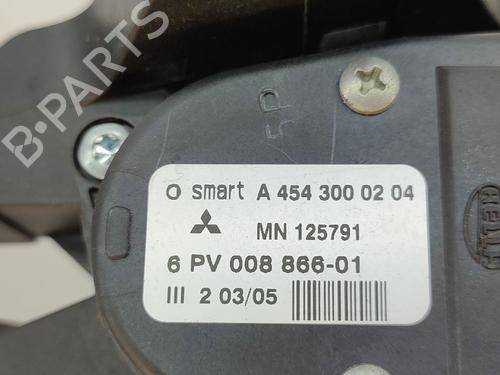 B-PARTS
5P
O smart A 454 300 02 04
MN 125791
6 PV 008 866-01
III 2 03/05
HELLA